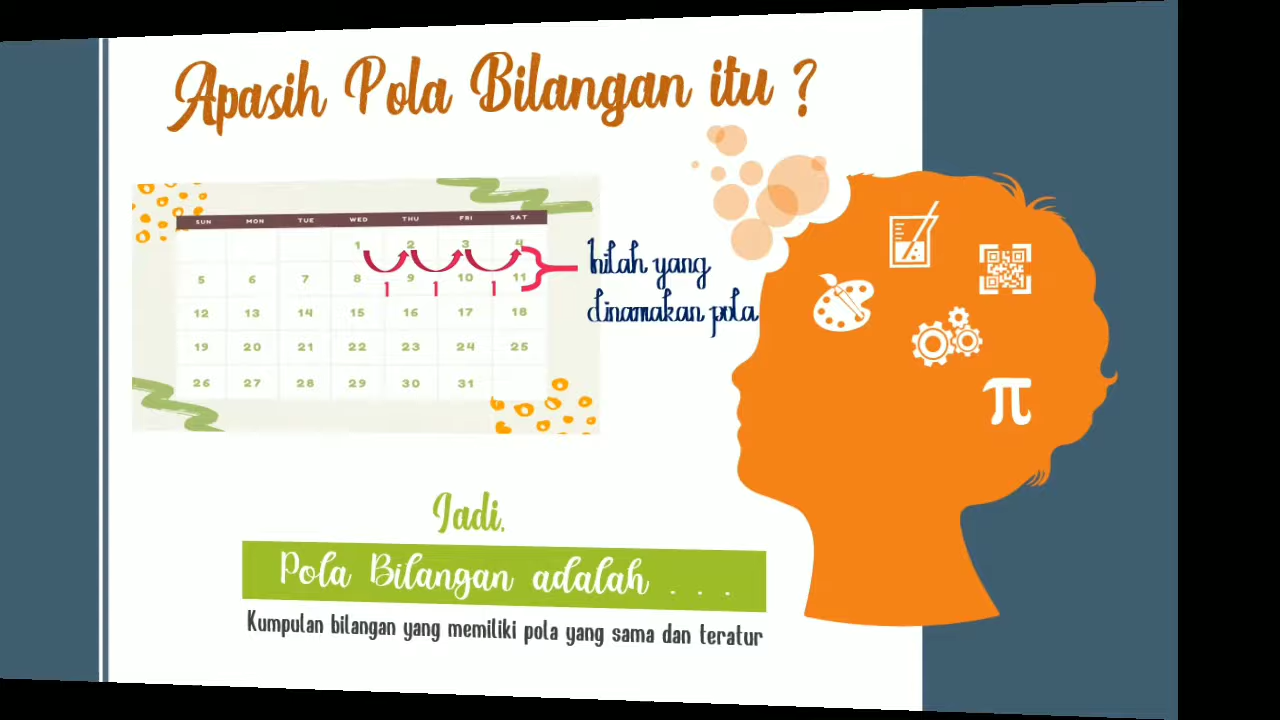 Apasih Pola Bilangan itu ?
SUN MON TUE WED THU FRI SAT
1 2 3 4
5 6 7 8 9 10 11
1 1 1
12 13 14 15 16 17 18
19 20 21 22 23 24 25
26 27 28 29 30 31
Inilah yang
dinamakan pola
π
Jadi,
Pola Bilangan adalah . . .
Kumpulan bilangan yang memiliki pola yang sama dan teratur